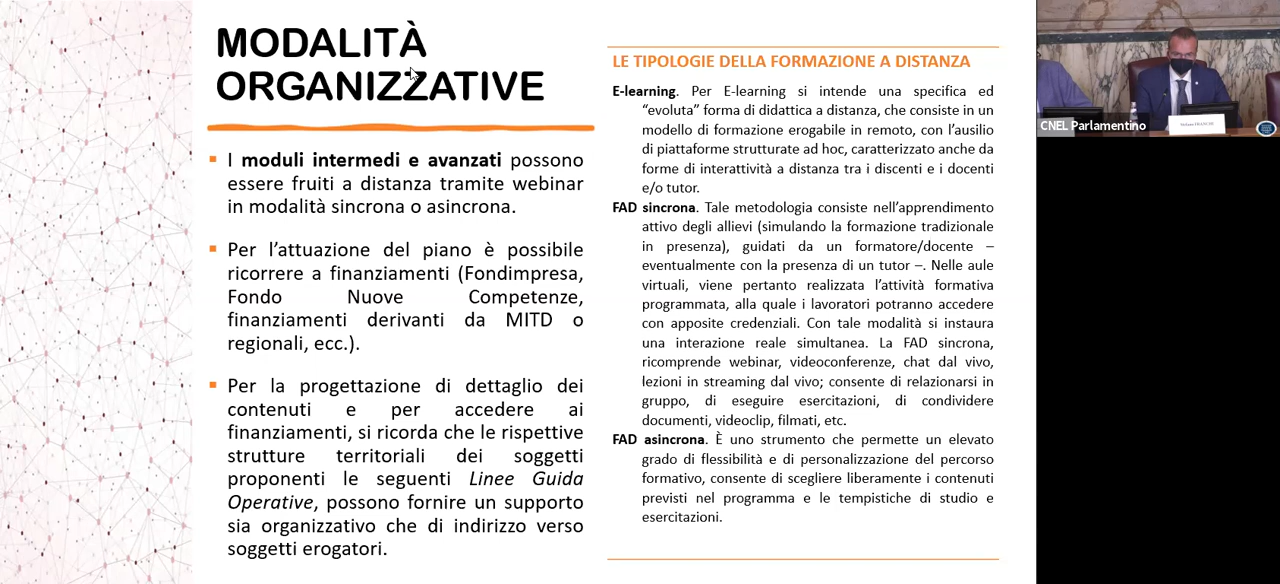 MODALITÀ
ORGANIZZATIVE
I moduli intermedi e avanzati possono
essere fruiti a distanza tramite webinar
in modalità sincrona o asincrona.
Per l’attuazione del piano è possibile
ricorrere a finanziamenti (Fondimpresa,
Fondo Nuove Competenze,
finanziamenti derivanti da MITD o
regionali, ecc.).
Per la progettazione di dettaglio dei
contenuti e per accedere ai
finanziamenti, si ricorda che le rispettive
strutture territoriali dei soggetti
proponenti le seguenti Linee Guida
Operative, possono fornire un supporto
sia organizzativo che di indirizzo verso
soggetti erogatori.
LE TIPOLOGIE DELLA FORMAZIONE A DISTANZA
E-learning. Per E-learning si intende una specifica ed
“evoluta” forma di didattica a distanza, che consiste in un
modello di formazione erogabile in remoto, con l’ausilio
di piattaforme strutturate ad hoc, caratterizzato anche da
forme di interattività a distanza tra i discenti e i docenti
e/o tutor.
FAD sincrona. Tale metodologia consiste nell’apprendimento
attivo degli allievi (simulando la formazione tradizionale
in presenza), guidati da un formatore/docente –
eventualmente con la presenza di un tutor –. Nelle aule
virtuali, viene pertanto realizzata l’attività formativa
programmata, alla quale i lavoratori potranno accedere
con apposite credenziali. Con tale modalità si instaura
una interazione reale simultanea. La FAD sincrona,
ricomprende webinar, videoconferenze, chat dal vivo,
lezioni in streaming dal vivo; consente di relazionarsi in
gruppo, di eseguire esercitazioni, di condividere
documenti, videoclip, filmati, etc.
FAD asincrona. È uno strumento che permette un elevato
grado di flessibilità e di personalizzazione del percorso
formativo, consente di scegliere liberamente i contenuti
previsti nel programma e le tempistiche di studio e
esercitazioni.
CNEL Parlamentino